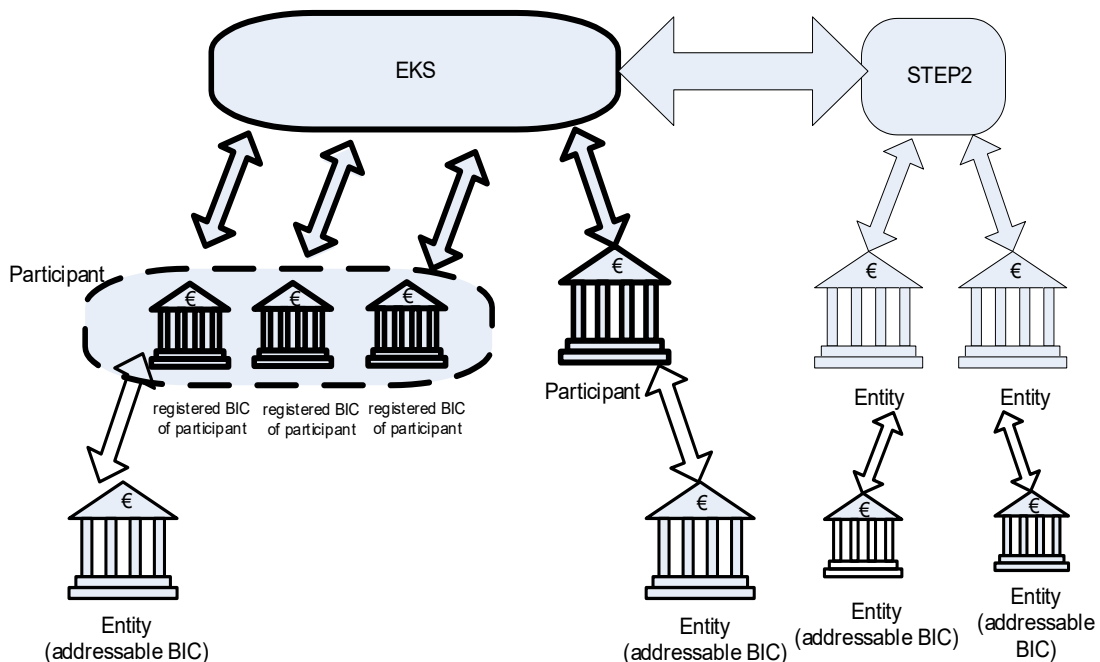 EKS
STEP2
Participant
€
€
€
€
€
€
registered BIC
of participant
registered BIC
of participant
registered BIC
of participant
Participant
Entity
Entity
€
€
€
€
Entity
(addressable BIC)
Entity
(addressable BIC)
Entity
(addressable BIC)
Entity
(addressable
BIC)